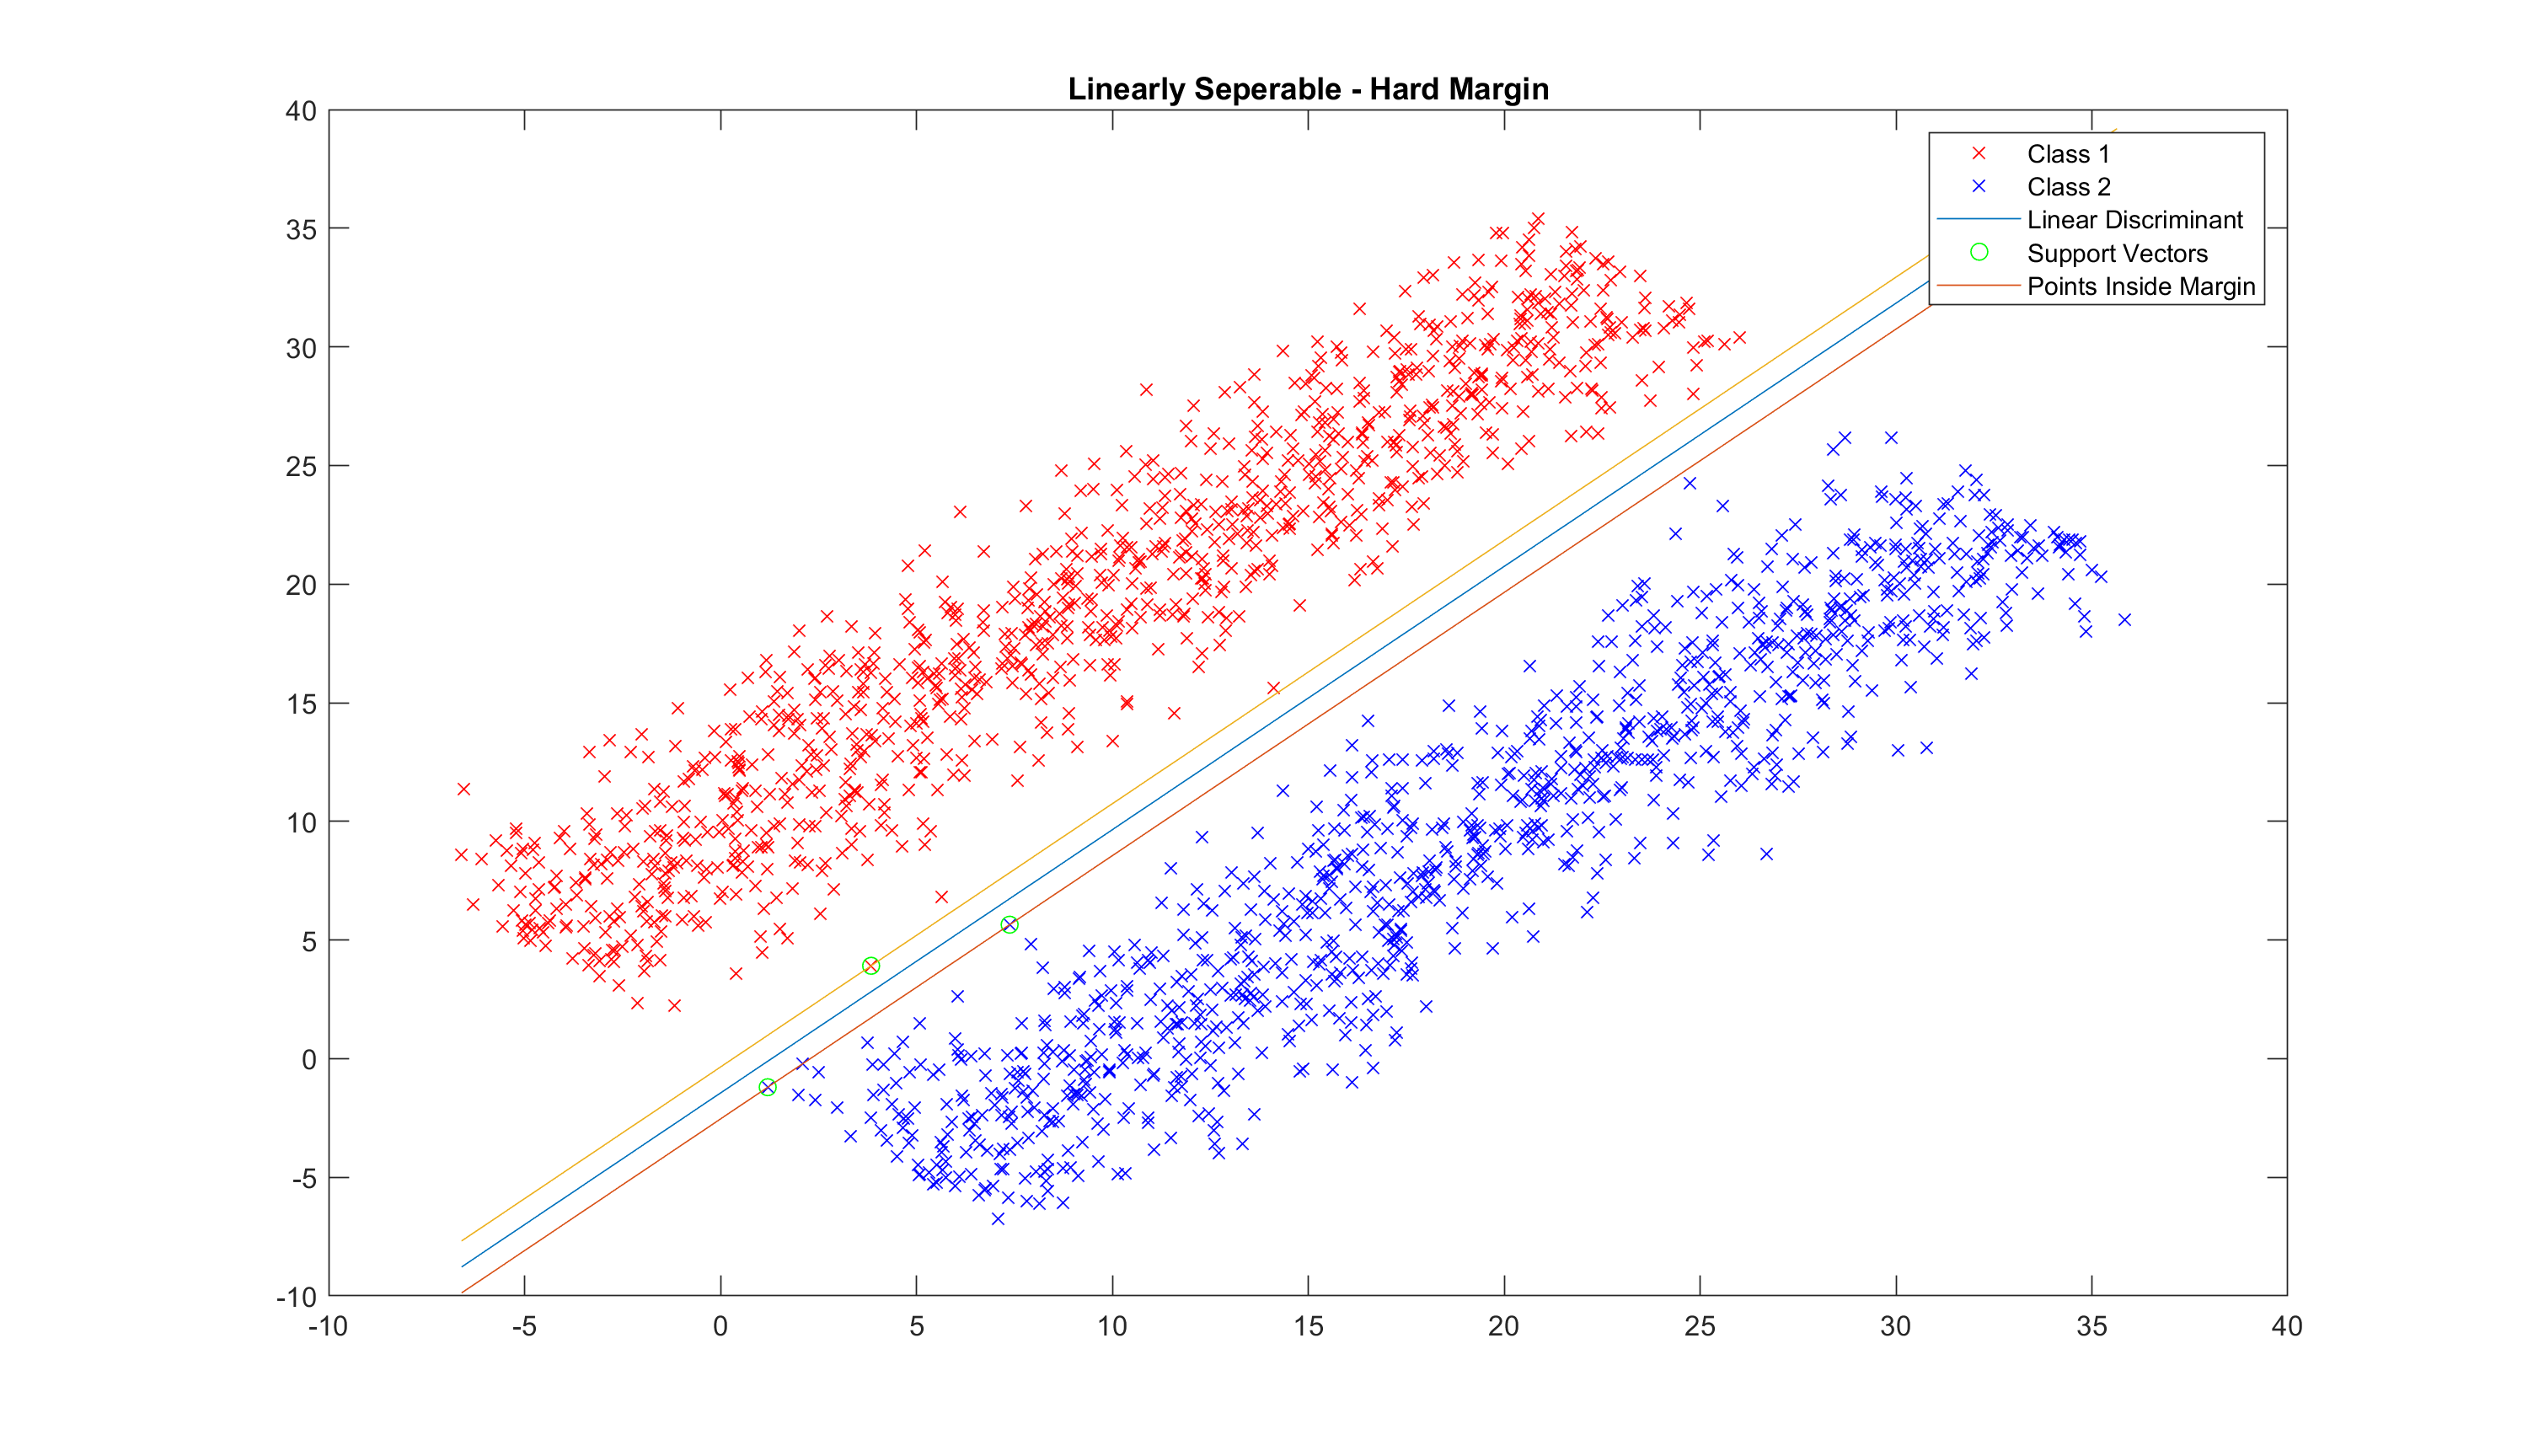 Linearly Seperable - Hard Margin
40
35
30
25
20
15
10
5
0
-5
-10
Class 1
Class 2
Linear Discriminant
Support Vectors
Points Inside Margin
-10 -5 0 5 10 15 20 25 30 35 40